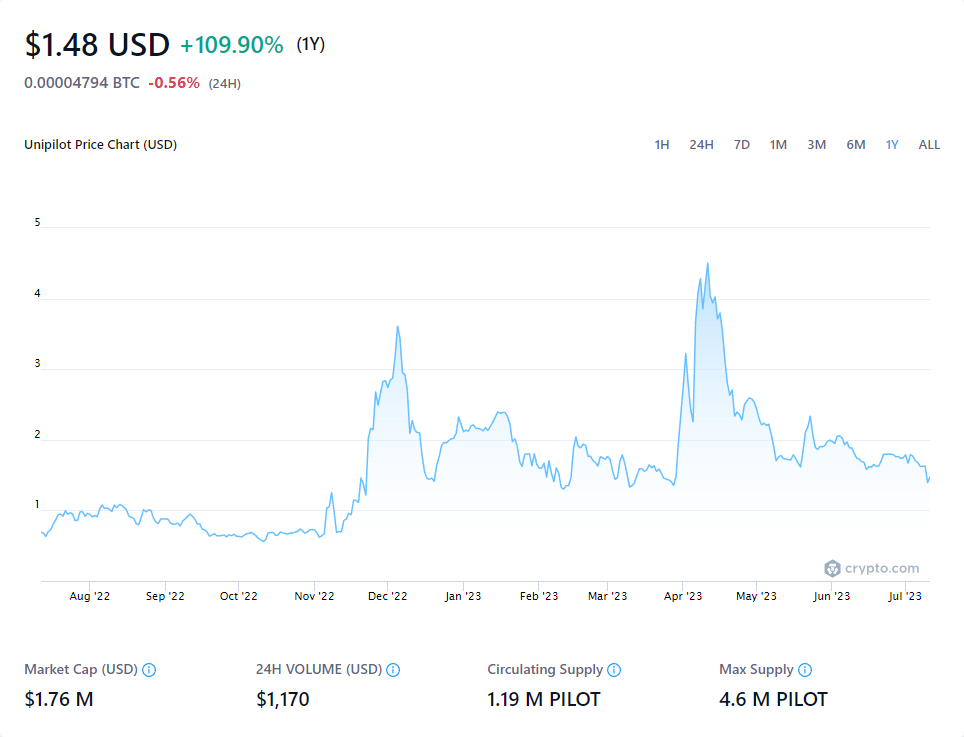 $1.48 USD +109.90% (1Y)
0.00004794 BTC -0.56% (24H)
Unipilot Price Chart (USD) 1H 24H 7D 1M 3M 6M 1Y ALL
5
4
3
2
1
crypto.com
Aug '22 Sep '22 Oct '22 Nov '22 Dec '22 Jan '23 Feb '23 Mar '23 Apr '23 May '23 Jun '23 Jul '23
Market Cap (USD) 24H VOLUME (USD) Circulating Supply Max Supply
$1.76 M $1,170 1.19 M PILOT 4.6 M PILOT